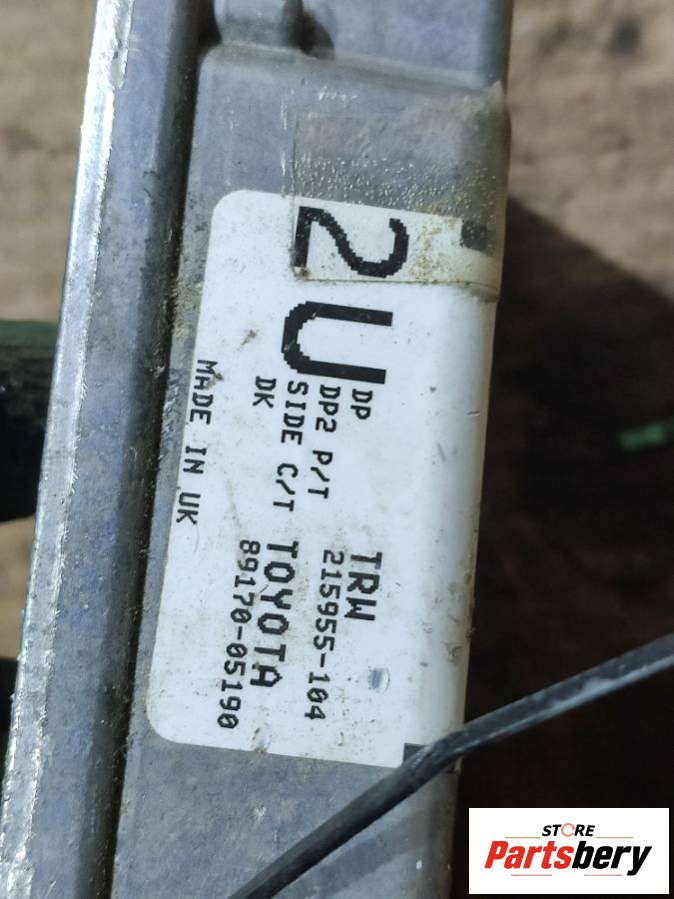 2U
DP
DP2 P/T
SIDE C/T
DK
TRW
215955-104
TOYOTA
89170-05190
MADE IN UK
STORE
Partsbery